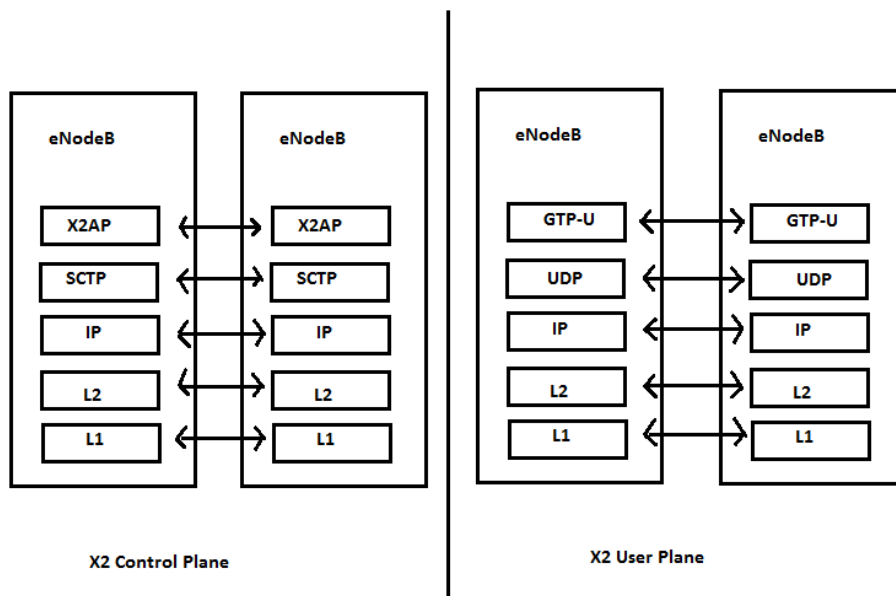 eNodeB
X2AP
SCTP
IP
L2
L1
eNodeB
X2AP
SCTP
IP
L2
L1
X2 Control Plane
eNodeB
GTP-U
UDP
IP
L2
L1
eNodeB
GTP-U
UDP
IP
L2
L1
X2 User Plane